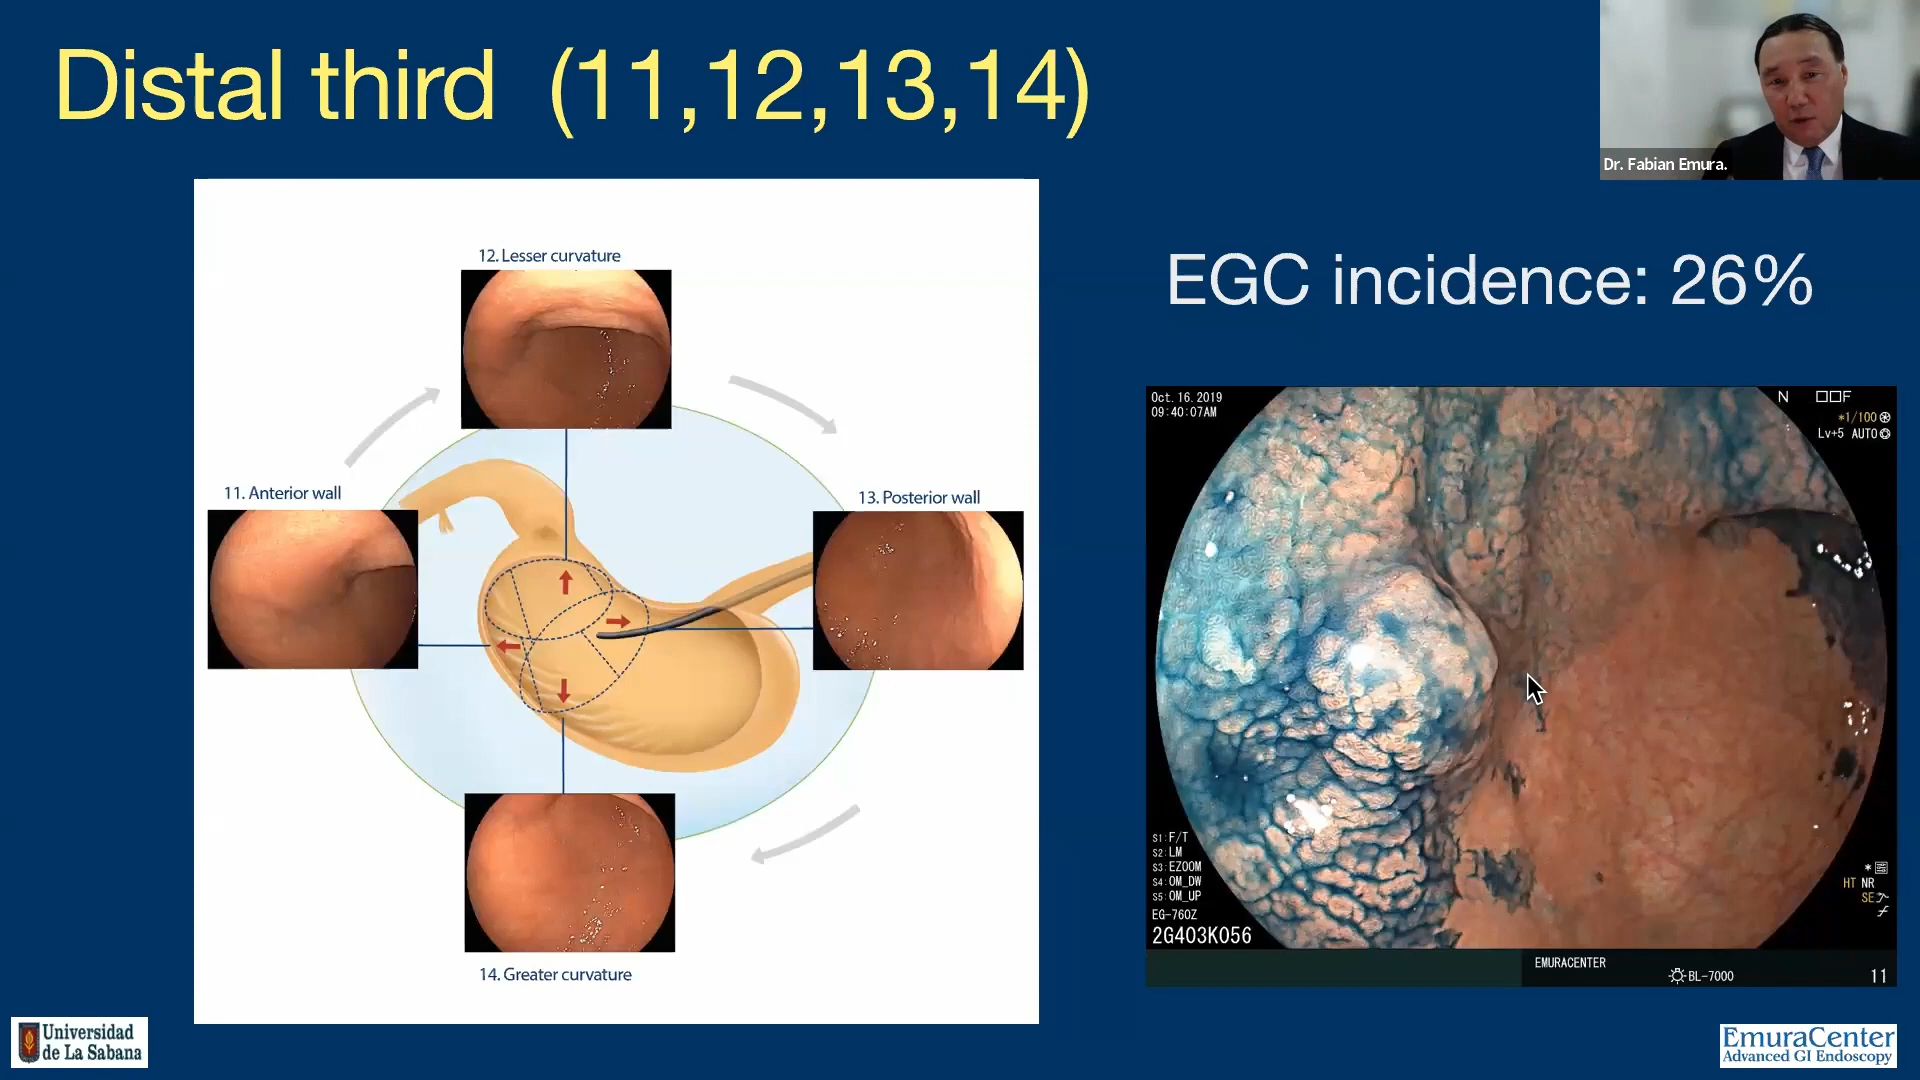 Distal third (11,12,13,14)
Dr. Fabian Emura.
12. Lesser curvature
11. Anterior wall
13. Posterior wall
14. Greater curvature
EGC incidence: 26%
Oct. 16. 2019
09:40:07AM
N □□F
*1/100
Lv+5 AUTO
S1:F/T
S2:LM
S3:EZOOM
S4:OM_DW
S5:OM_UP
EG-760Z
2G403K056
*
HT NR
SE
EMURACENTER
BL-7000
11
Universidad
de La Sabana
EmuraCenter
Advanced GI Endoscopy